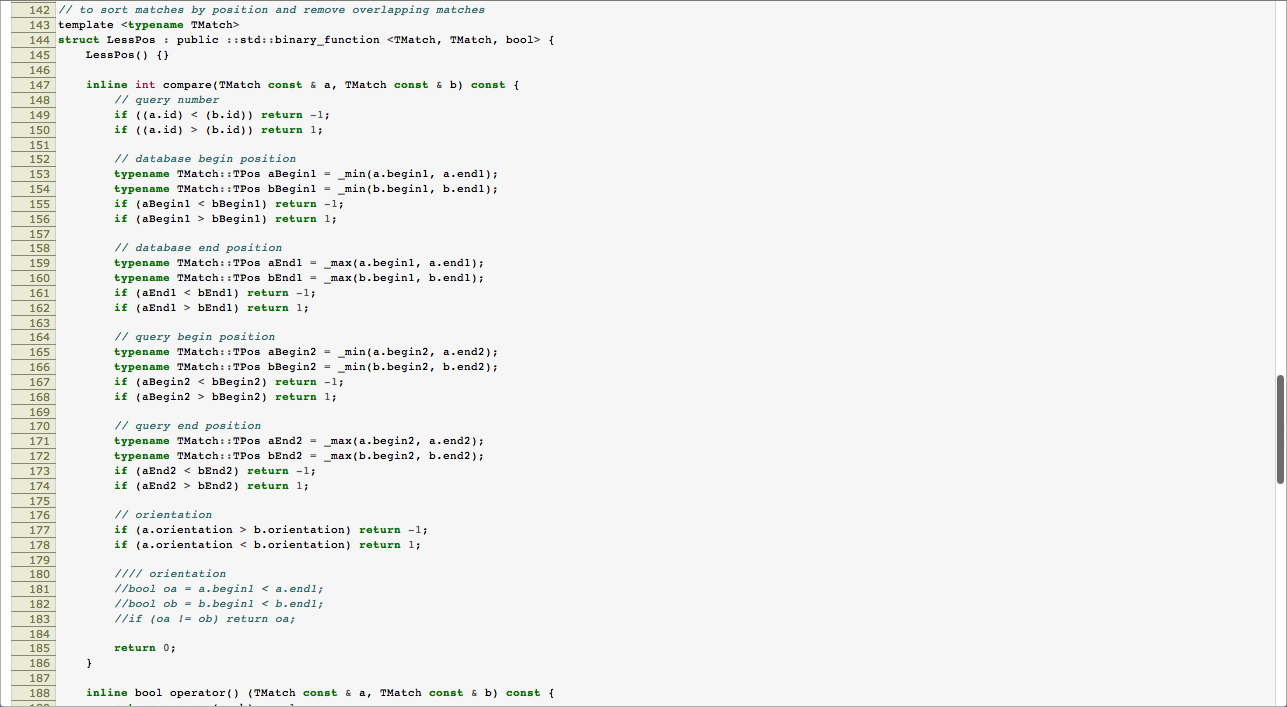 142 // to sort matches by position and remove overlapping matches
143 template <typename TMatch>
144 struct LessPos : public ::std::binary_function <TMatch, TMatch, bool> {
145     LessPos() {}
146
147     inline int compare(TMatch const & a, TMatch const & b) const {
148         // query number
149         if ((a.id) < (b.id)) return -1;
150         if ((a.id) > (b.id)) return 1;
151
152         // database begin position
153         typename TMatch::TPos aBegin1 = _min(a.begin1, a.end1);
154         typename TMatch::TPos bBegin1 = _min(b.begin1, b.end1);
155         if (aBegin1 < bBegin1) return -1;
156         if (aBegin1 > bBegin1) return 1;
157
158         // database end position
159         typename TMatch::TPos aEnd1 = _max(a.begin1, a.end1);
160         typename TMatch::TPos bEnd1 = _max(b.begin1, b.end1);
161         if (aEnd1 < bEnd1) return -1;
162         if (aEnd1 > bEnd1) return 1;
163
164         // query begin position
165         typename TMatch::TPos aBegin2 = _min(a.begin2, a.end2);
166         typename TMatch::TPos bBegin2 = _min(b.begin2, b.end2);
167         if (aBegin2 < bBegin2) return -1;
168         if (aBegin2 > bBegin2) return 1;
169
170         // query end position
171         typename TMatch::TPos aEnd2 = _max(a.begin2, a.end2);
172         typename TMatch::TPos bEnd2 = _max(b.begin2, b.end2);
173         if (aEnd2 < bEnd2) return -1;
174         if (aEnd2 > bEnd2) return 1;
175
176         // orientation
177         if (a.orientation > b.orientation) return -1;
178         if (a.orientation < b.orientation) return 1;
179
180         //// orientation
181         //bool oa = a.begin1 < a.end1;
182         //bool ob = b.begin1 < b.end1;
183         //if (oa != ob) return oa;
184
185         return 0;
186     }
187
188     inline bool operator() (TMatch const & a, TMatch const & b) const {